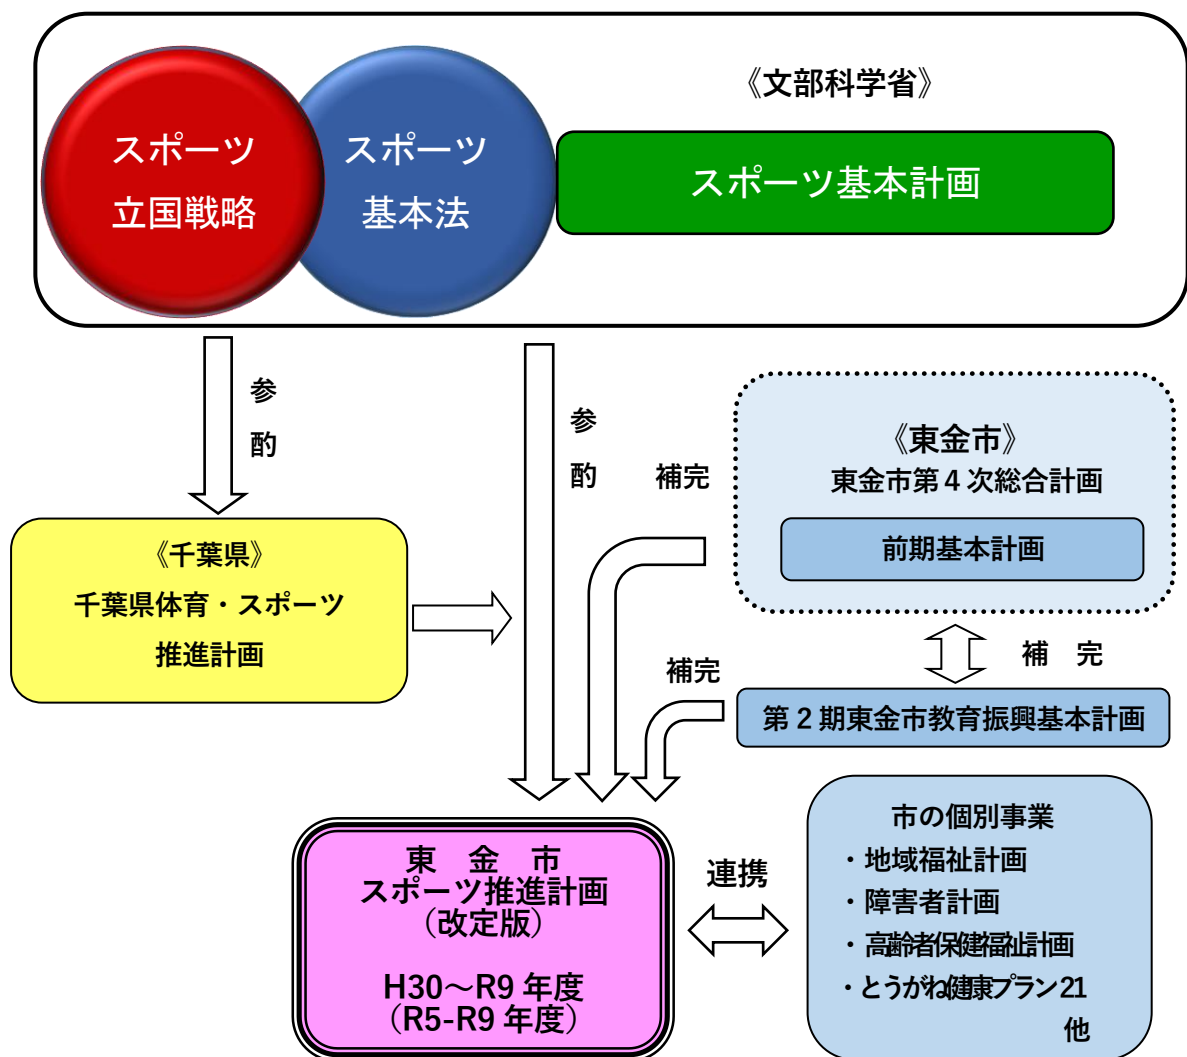 《文部科学省》
スポーツ
立国戦略
スポーツ
基本法
スポーツ基本計画
参
酌
参
酌
補完
《東金市》
東金市第4次総合計画
前期基本計画
《千葉県》
千葉県体育・スポーツ
推進計画
補　完
補完
第2期東金市教育振興基本計画
東　金　市
スポーツ推進計画
（改定版）
H30～R9年度
（R5-R9年度）
連携
市の個別事業
・地域福祉計画
・障害者計画
・高齢者保健福祉計画
・とうがね健康プラン21
他